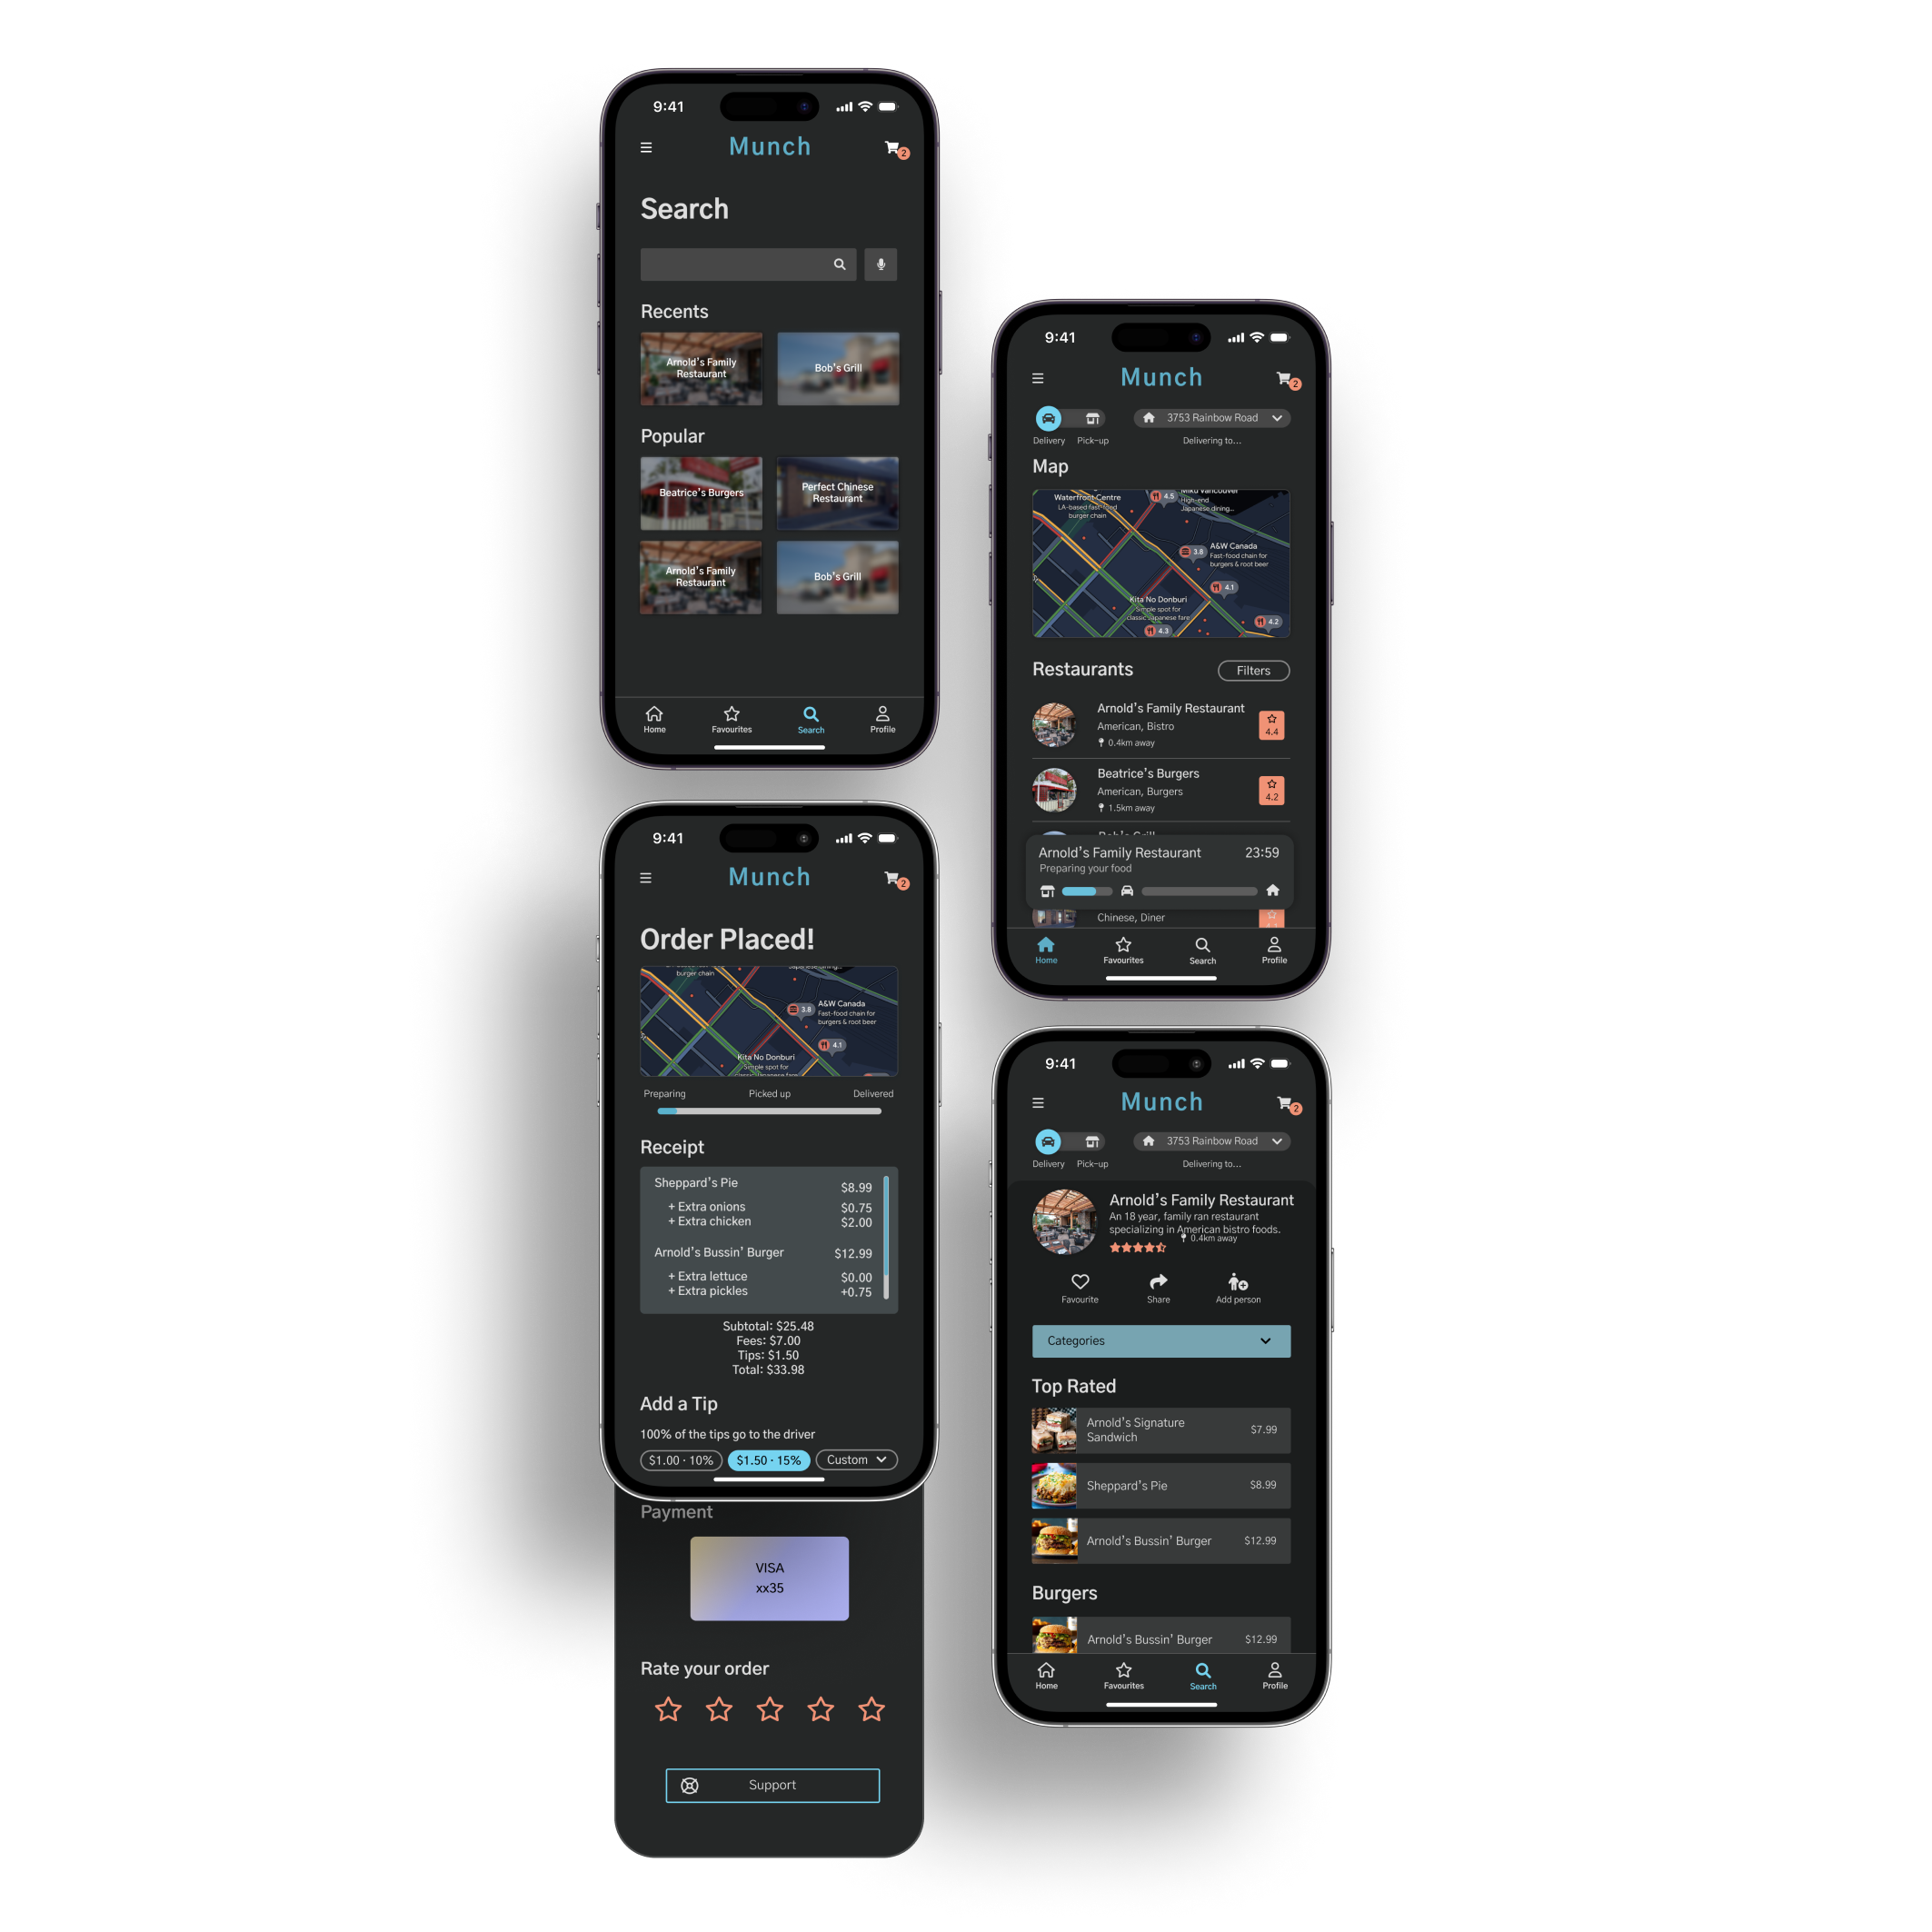 9:41
Munch
2
Search
Recents
Arnold's Family
Restaurant
Bob's Grill
Popular
Beatrice's Burgers
Perfect Chinese
Restaurant
Arnold's Family
Restaurant
Bob's Grill
Home
Favourites
Search
Profile
9:41
Munch
2
Delivery
Pick-up
3753 Rainbow Road
Delivering to...
Map
Waterfront Centre
LA-based fast-food
burger chain
4.5
Miku Vancouver
High-end
Japanese dining...
3.8
A&W Canada
Fast-food chain for
burgers & root beer
4.1
Kita No Donburi
Simple spot for
classic Japanese fare
4.3
4.2
Restaurants
Filters
Arnold's Family Restaurant
American, Bistro
0.4km away
4.4
Beatrice's Burgers
American, Burgers
1.5km away
4.2
Bob's Grill
Arnold's Family Restaurant
23:59
Preparing your food
Chinese, Diner
Home
Favourites
Search
Profile
9:41
Munch
2
Order Placed!
burger chain
Japanese dining...
3.8
A&W Canada
Fast-food chain for
burgers & root beer
4.1
Kita No Donburi
Simple spot for
classic Japanese fare
Preparing
Picked up
Delivered
Receipt
Sheppard's Pie $8.99
+ Extra onions $0.75
+ Extra chicken $2.00
Arnold's Bussin' Burger $12.99
+ Extra lettuce $0.00
+ Extra pickles +0.75
Subtotal: $25.48
Fees: $7.00
Tips: $1.50
Total: $33.98
Add a Tip
100% of the tips go to the driver
$1.00 · 10%
$1.50 · 15%
Custom
Payment
VISA
xx35
Rate your order
Support
9:41
Munch
2
Delivery
Pick-up
3753 Rainbow Road
Delivering to...
Arnold's Family Restaurant
An 18 year, family ran restaurant
specializing in American bistro foods.
0.4km away
Favourite
Share
Add person
Categories
Top Rated
Arnold's Signature
Sandwich
$7.99
Sheppard's Pie
$8.99
Arnold's Bussin' Burger
$12.99
Burgers
Arnold's Bussin' Burger
$12.99
Home
Favourites
Search
Profile